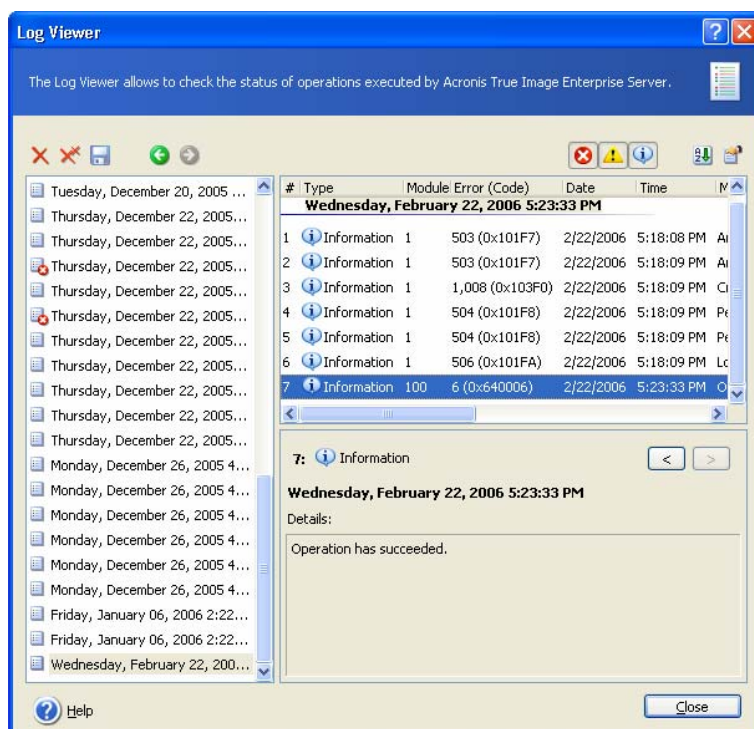 Log Viewer
The Log Viewer allows to check the status of operations executed by Acronis True Image Enterprise Server.
Tuesday, December 20, 2005 ...
Thursday, December 22, 2005...
Thursday, December 22, 2005...
Thursday, December 22, 2005...
Thursday, December 22, 2005...
Thursday, December 22, 2005...
Thursday, December 22, 2005...
Thursday, December 22, 2005...
Thursday, December 22, 2005...
Thursday, December 22, 2005...
Thursday, December 22, 2005...
Monday, December 26, 2005 4...
Monday, December 26, 2005 4...
Monday, December 26, 2005 4...
Monday, December 26, 2005 4...
Monday, December 26, 2005 4...
Monday, December 26, 2005 4...
Friday, January 06, 2006 2:22...
Friday, January 06, 2006 2:22...
Wednesday, February 22, 200...
# Type Module Error (Code) Date Time M
Wednesday, February 22, 2006 5:23:33 PM
1 Information 1 503 (0x101F7) 2/22/2006 5:18:08 PM
2 Information 1 503 (0x101F7) 2/22/2006 5:18:09 PM
3 Information 1 1,008 (0x103F0) 2/22/2006 5:18:09 PM Cr
4 Information 1 504 (0x101F8) 2/22/2006 5:18:09 PM Pe
5 Information 1 504 (0x101F8) 2/22/2006 5:18:09 PM Pe
6 Information 1 506 (0x101FA) 2/22/2006 5:18:09 PM Lo
7 Information 100 6 (0x640006) 2/22/2006 5:23:33 PM O
7: Information
< >
Wednesday, February 22, 2006 5:23:33 PM
Details:
Operation has succeeded.
Help
Close